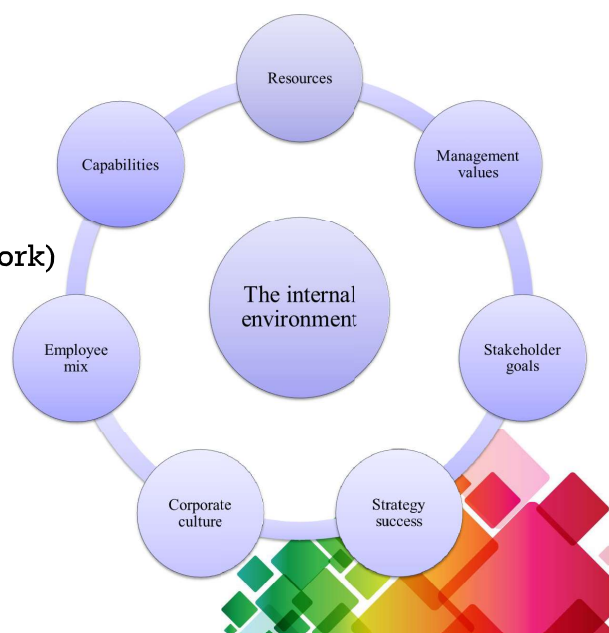 Resources
Management
values
Stakeholder
goals
Strategy
success
Corporate
culture
Employee
mix
Capabilities
The internal
environment
ork)